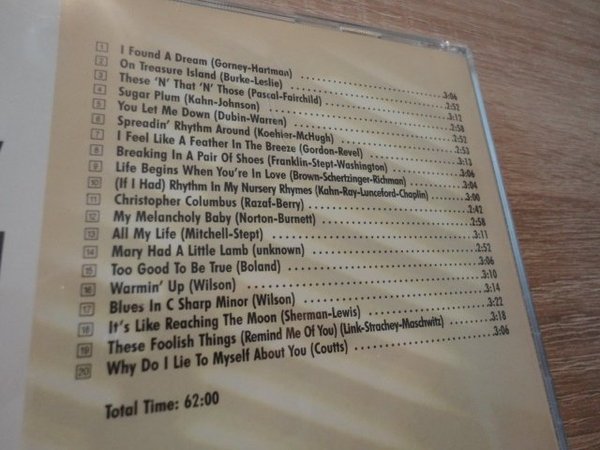 1 I Found A Dream (Gorney-Hartman) 3:06
2 On Treasure Island (Burke-Leslie) 2:52
3 These 'N' That 'N' Those (Pascal-Fairchild) 3:12
4 Sugar Plum (Kahn-Johnson) 2:58
5 You Let Me Down (Dubin-Warren) 2:52
6 Spreadin' Rhythm Around (Koehier-McHugh) 2:52
7 I Feel Like A Feather In The Breeze (Gordon-Revel) 3:13
8 Breaking In A Pair Of Shoes (Franklin-Stept-Washington) 3:06
9 Life Begins When You're In Love (Brown-Schertzinger-Richman) 3:04
10 (If I Had) Rhythm In My Nursery Rhymes (Kahn-Ray-Lunceford-Chaplin) 3:00
11 Christopher Columbus (Razaf-Berry) 2:42
12 My Melancholy Baby (Norton-Burnett) 2:58
13 All My Life (Mitchell-Stept) 3:11
14 Mary Had A Little Lamb (unknown) 2:52
15 Too Good To Be True (Boland) 3:06
16 Warmin' Up (Wilson) 3:10
17 Blues In C Sharp Minor (Wilson) 3:14
18 It's Like Reaching The Moon (Sherman-Lewis) 3:22
19 These Foolish Things (Remind Me Of You) (Link-Strachey-Maschwitz) 3:18
20 Why Do I Lie To Myself About You (Coutts) 3:06
Total Time: 62:00